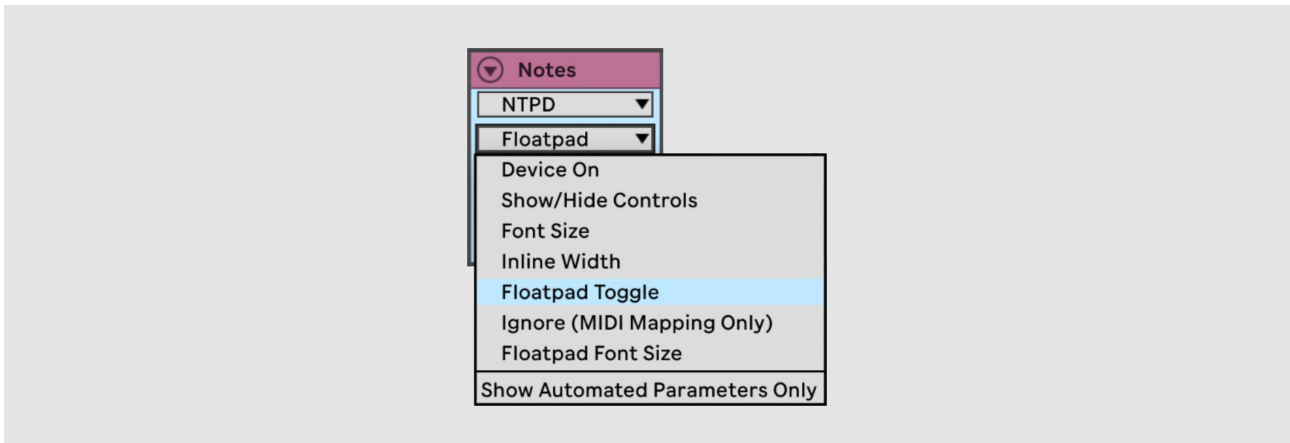 Notes
NTPD
Floatpad
Device On
Show/Hide Controls
Font Size
Inline Width
Floatpad Toggle
Ignore (MIDI Mapping Only)
Floatpad Font Size
Show Automated Parameters Only